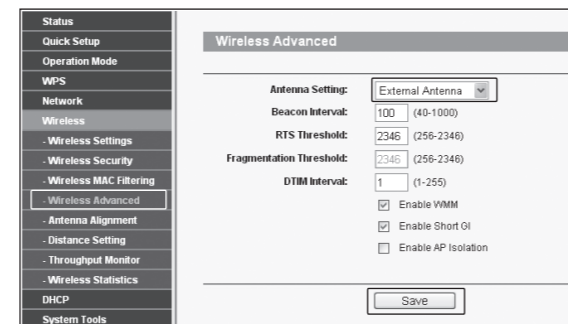 Status
Quick Setup
Operation Mode
WPS
Network
Wireless
- Wireless Settings
- Wireless Security
- Wireless MAC Filtering
- Wireless Advanced
- Antenna Alignment
- Distance Setting
- Throughput Monitor
- Wireless Statistics
DHCP
System Tools
Wireless Advanced
Antenna Setting: External Antenna
Beacon Interval: 100 (40-1000)
RTS Threshold: 2346 (256-2346)
Fragmentation Threshold: 2346 (256-2346)
DTIM Interval: 1 (1-255)
Enable WMM
Enable Short GI
Enable AP Isolation
Save